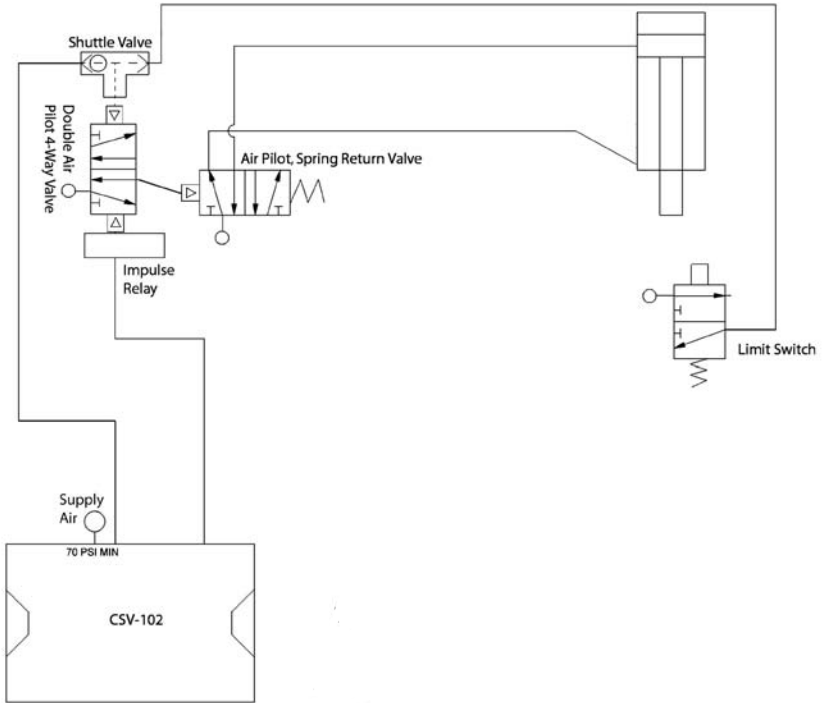 Shuttle Valve
Double Air
Pilot 4-Way Valve
Air Pilot, Spring Return Valve
Impulse
Relay
Limit Switch
Supply
Air
70 PSI MIN
CSV-102